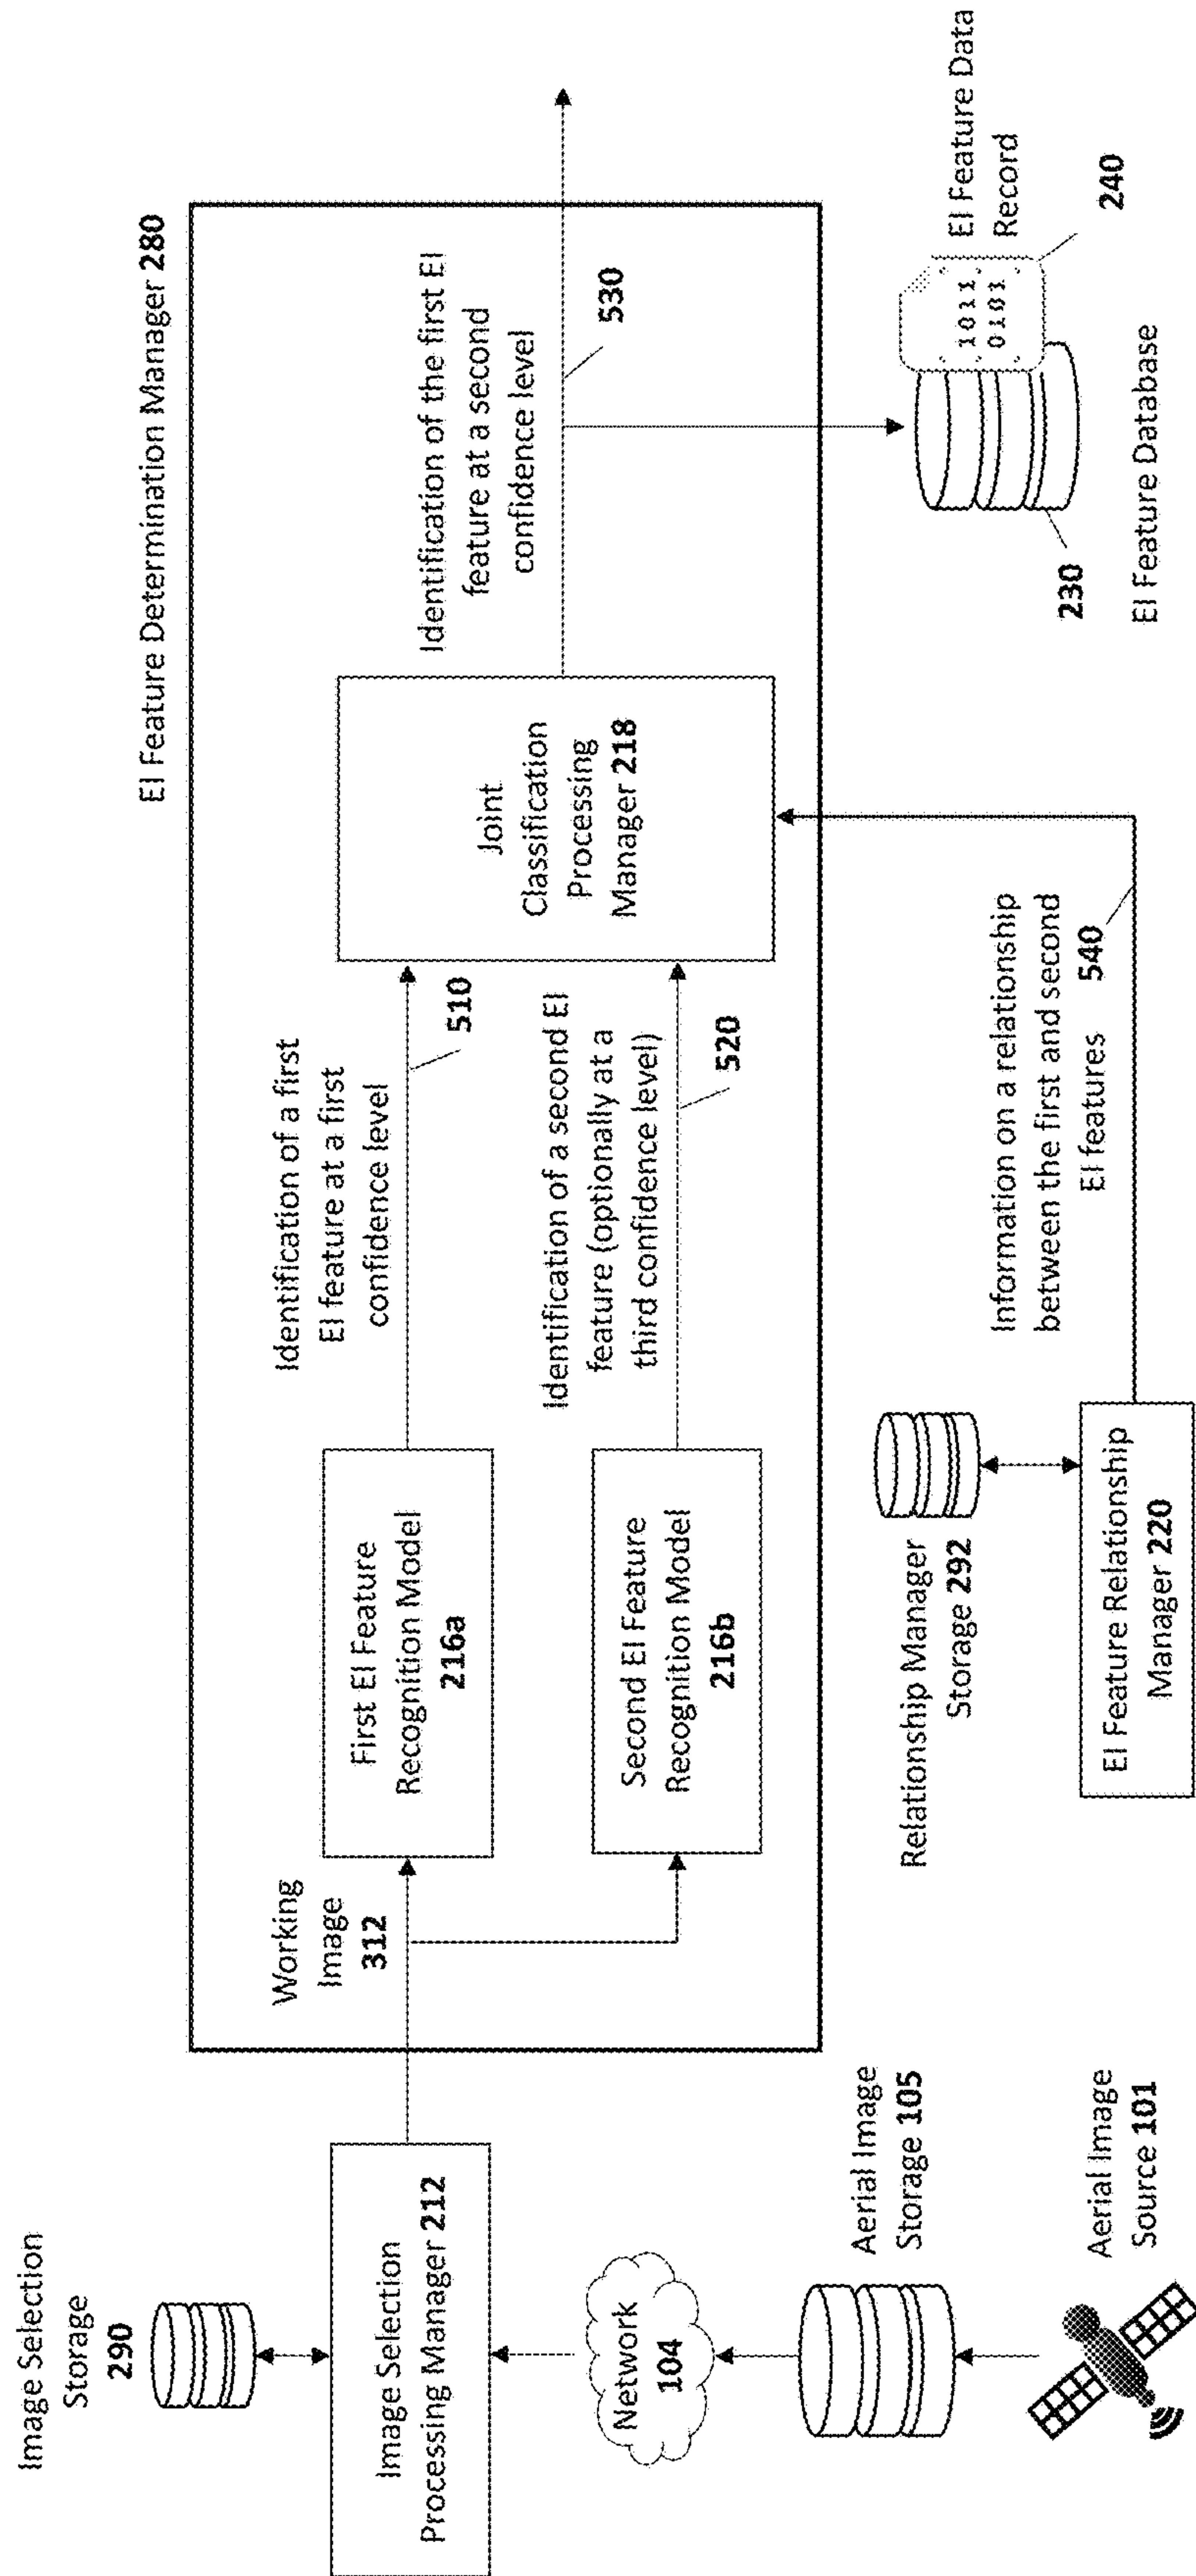 EI Feature Determination Manager 280
Image Selection
Storage
290
Image Selection
Processing Manager 212
Network
104
Aerial Image
Storage 105
Aerial Image
Source 101
Working
Image
312
First EI Feature
Recognition Model
216a
Second EI Feature
Recognition Model
216b
Identification of a first
EI feature at a first
confidence level
510
Identification of a second EI
feature (optionally at a
third confidence level)
520
Joint
Classification
Processing
Manager 218
Identification of the first EI
feature at a second
confidence level
530
Relationship Manager
Storage 292
EI Feature Relationship
Manager 220
Information on a relationship
between the first and second
EI features 540
230
EI Feature Database
1011
0101
EI Feature Data
Record
240